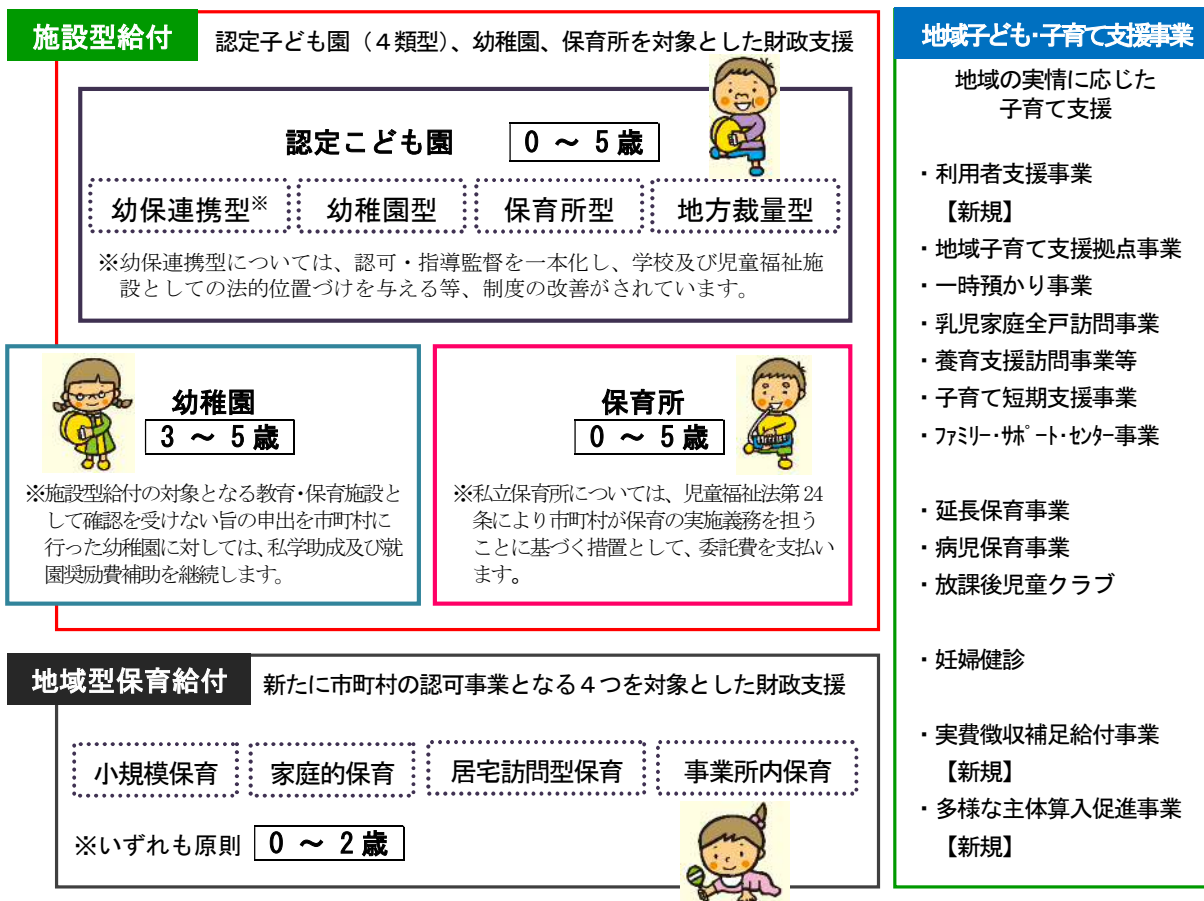 施設型給付
認定子ども園（４類型）、幼稚園、保育所を対象とした財政支援
認定こども園
０ ～ ５歳
幼保連携型※
幼稚園型
保育所型
地方裁量型
※幼保連携型については、認可・指導監督を一本化し、学校及び児童福祉施
設としての法的位置づけを与える等、制度の改善がされています。
幼稚園
３ ～ ５歳
※施設型給付の対象となる教育・保育施設と
して確認を受けない旨の申出を市町村に
行った幼稚園に対しては、私学助成及び就
園奨励費補助を継続します。
保育所
０ ～ ５歳
※私立保育所については、児童福祉法第24
条により市町村が保育の実施義務を担う
ことに基づく措置として、委託費を支払い
ます。
地域型保育給付
新たに市町村の認可事業となる４つを対象とした財政支援
小規模保育
家庭的保育
居宅訪問型保育
事業所内保育
※いずれも原則
０ ～ ２歳
地域子ども・子育て支援事業
地域の実情に応じた
子育て支援
・利用者支援事業
【新規】
・地域子育て支援拠点事業
・一時預かり事業
・乳児家庭全戸訪問事業
・養育支援訪問事業等
・子育て短期支援事業
・ﾌｧﾐﾘｰ・ｻﾎﾟｰﾄ・ｾﾝﾀｰ事業
・延長保育事業
・病児保育事業
・放課後児童クラブ
・妊婦健診
・実費徴収補足給付事業
【新規】
・多様な主体算入促進事業
【新規】